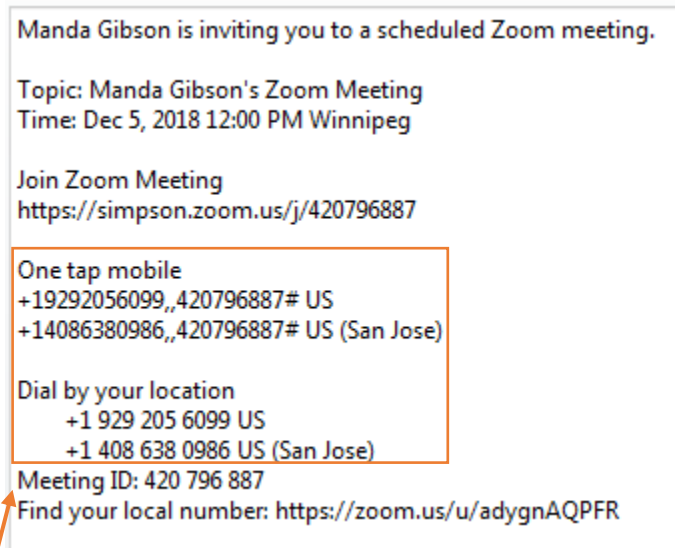 Manda Gibson is inviting you to a scheduled Zoom meeting.
Topic: Manda Gibson's Zoom Meeting
Time: Dec 5, 2018 12:00 PM Winnipeg
Join Zoom Meeting
https://simpson.zoom.us/j/420796887
One tap mobile
+19292056099,,420796887# US
+14086380986,,420796887# US (San Jose)
Dial by your location
+1 929 205 6099 US
+1 408 638 0986 US (San Jose)
Meeting ID: 420 796 887
Find your local number: https://zoom.us/u/adygnAQPFR